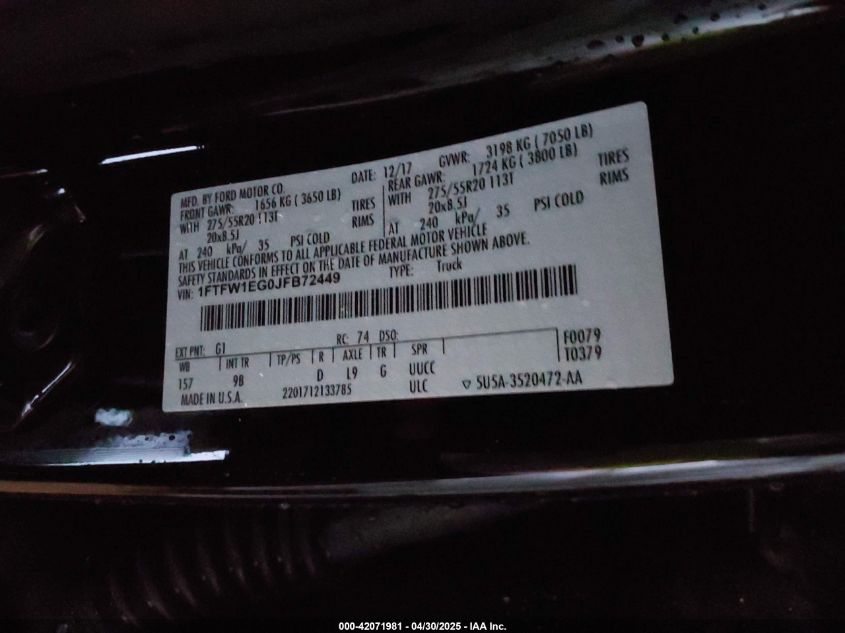 MFD. BY FORD MOTOR CO.
DATE: 12/17 GVWR: 3198 KG ( 7050 LB)
FRONT GAWR: 1656 KG ( 3650 LB)
WITH 275/55R20 113T TIRES
20x8.5J RIMS
AT 240 kPa/ 35 PSI COLD
REAR GAWR: 1724 KG ( 3800 LB)
WITH 275/55R20 113T TIRES
20x8.5J RIMS
AT 240 kPa/ 35 PSI COLD
THIS VEHICLE CONFORMS TO ALL APPLICABLE FEDERAL MOTOR VEHICLE
SAFETY STANDARDS IN EFFECT ON THE DATE OF MANUFACTURE SHOWN ABOVE.
VIN: 1FTFW1EG0JFB72449 TYPE: Truck
EXT PNT: G1 RC: 74 DSO: F0079
WB INT TR TP/PS R AXLE TR SPR 10379
157 9B D L9 G UUCC
MADE IN U.S.A. 2201712133785 ULC ▽ 5U5A-3520472-AA
000-42071981 - 04/30/2025 - IAA Inc.